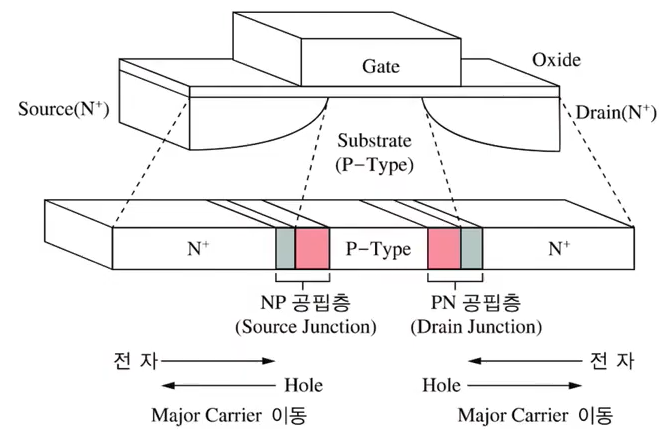 Gate
Oxide
Source(N⁺)
Drain(N⁺)
Substrate
(P−Type)
N⁺
P−Type
N⁺
NP 공핍층
(Source Junction)
PN 공핍층
(Drain Junction)
전 자
Hole
Major Carrier 이동
전 자
Hole
Major Carrier 이동